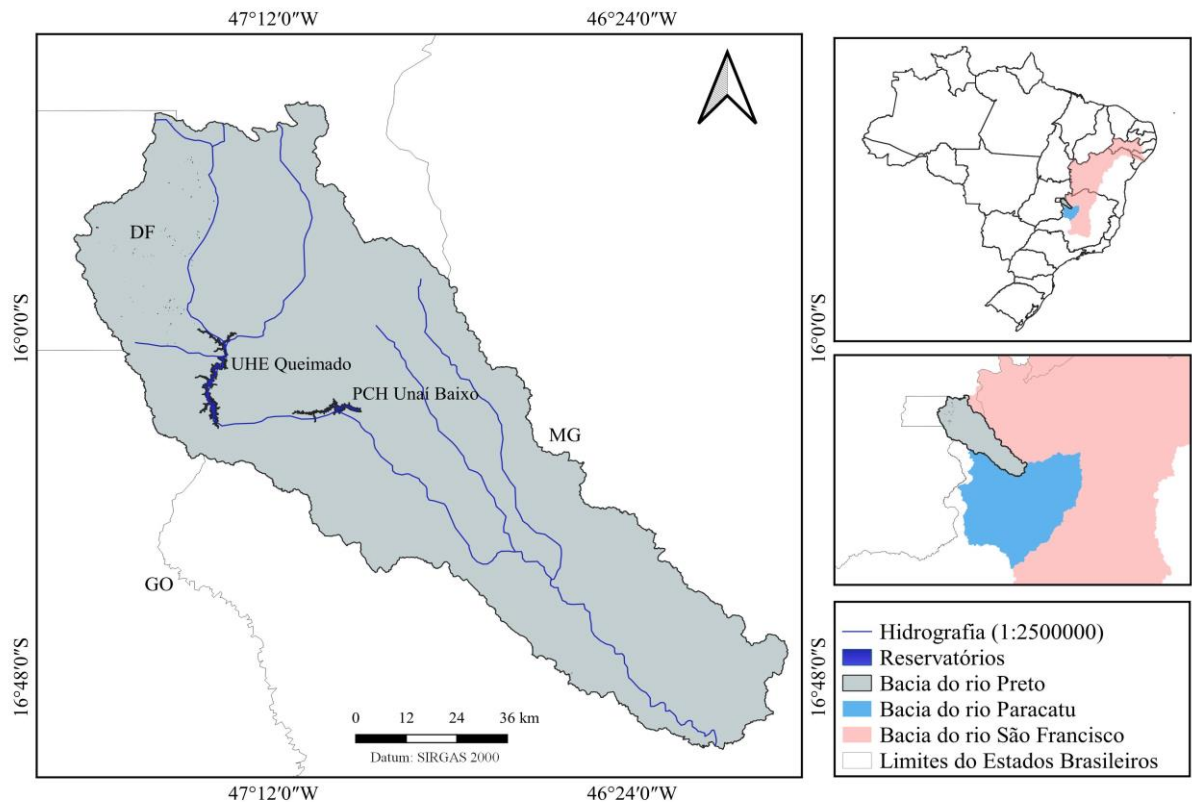 47°12′0″W
46°24′0″W
DF
16°0′0″S
16°0′0″S
UHE Queimado
PCH Unaí Baixo
MG
GO
16°48′0″S
16°48′0″S
0 12 24 36 km
Datum: SIRGAS 2000
47°12′0″W
46°24′0″W
Hidrografia (1:2500000)
Reservatórios
Bacia do rio Preto
Bacia do rio Paracatu
Bacia do rio São Francisco
Limites do Estados Brasileiros